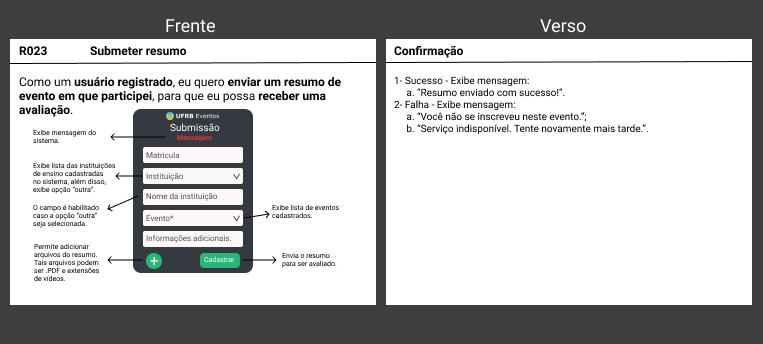 Frente
Verso
R023 Submeter resumo
Como um usuário registrado, eu quero enviar um resumo de
evento em que participei, para que eu possa receber uma
avaliação.
UFRB Eventos
Submissão
Mensagem
Exibe mensagem do
sistema.
Matricula
Exibe lista das instituições
de ensino cadastradas
no sistema, além disso,
exibe opção "outra".
Instituição
Nome da instituição
O campo é habilitado
caso a opção "outra"
seja selecionada.
Evento*
Exibe lista de eventos
cadastrados.
Informações adicionais.
Permite adicionar
arquivos do resumo.
Tais arquivos podem
ser .PDF e extensões
de vídeos.
+
Cadastrar
Envia o resumo
para ser avaliado.
Confirmação
1- Sucesso - Exibe mensagem:
a. “Resumo enviado com sucesso!”.
2- Falha - Exibe mensagem:
a. “Você não se inscreveu neste evento.”;
b. “Serviço indisponível. Tente novamente mais tarde.”.